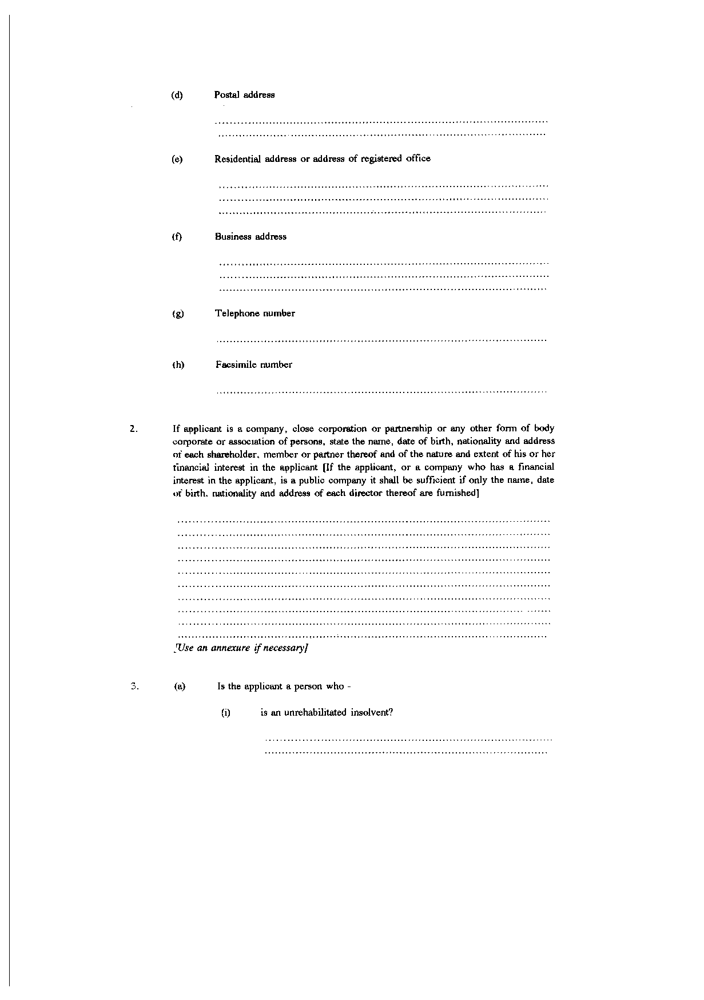 (d) Postal address
........................................................................................
........................................................................................
(e) Residential address or address of registered office
........................................................................................
........................................................................................
........................................................................................
(f) Business address
........................................................................................
........................................................................................
........................................................................................
(g) Telephone number
........................................................................................
(h) Facsimile number
........................................................................................
2. If applicant is a company, close corporation or partnership or any other form of body
corporate or association of persons, state the name, date of birth, nationality and address
of each shareholder, member or partner thereof and of the nature and extent of his or her
financial interest in the applicant [If the applicant, or a company who has a financial
interest in the applicant, is a public company it shall be sufficient if only the name, date
of birth, nationality and address of each director thereof are furnished]
........................................................................................
........................................................................................
........................................................................................
........................................................................................
........................................................................................
........................................................................................
........................................................................................
........................................................................................
........................................................................................
........................................................................................
[Use an annexure if necessary]
3. (a) Is the applicant a person who -
(i) is an unrehabilitated insolvent?
........................................................................................
........................................................................................